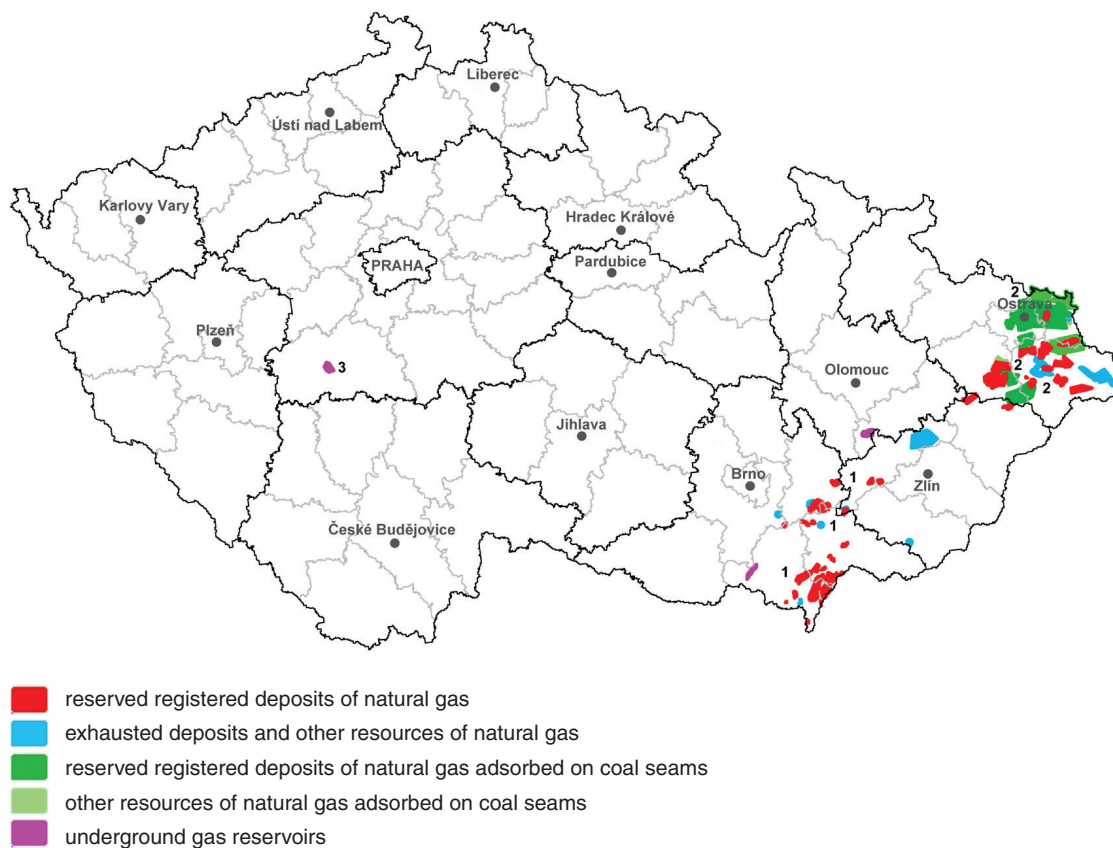 Liberec
Ústí nad Labem
Karlovy Vary
Hradec Králové
PRAHA
Pardubice
2
Ostrava
Plzeň
3
Olomouc
2
2
Jihlava
Brno
1
Zlín
České Budějovice
1
1
reserved registered deposits of natural gas
exhausted deposits and other resources of natural gas
reserved registered deposits of natural gas adsorbed on coal seams
other resources of natural gas adsorbed on coal seams
underground gas reservoirs